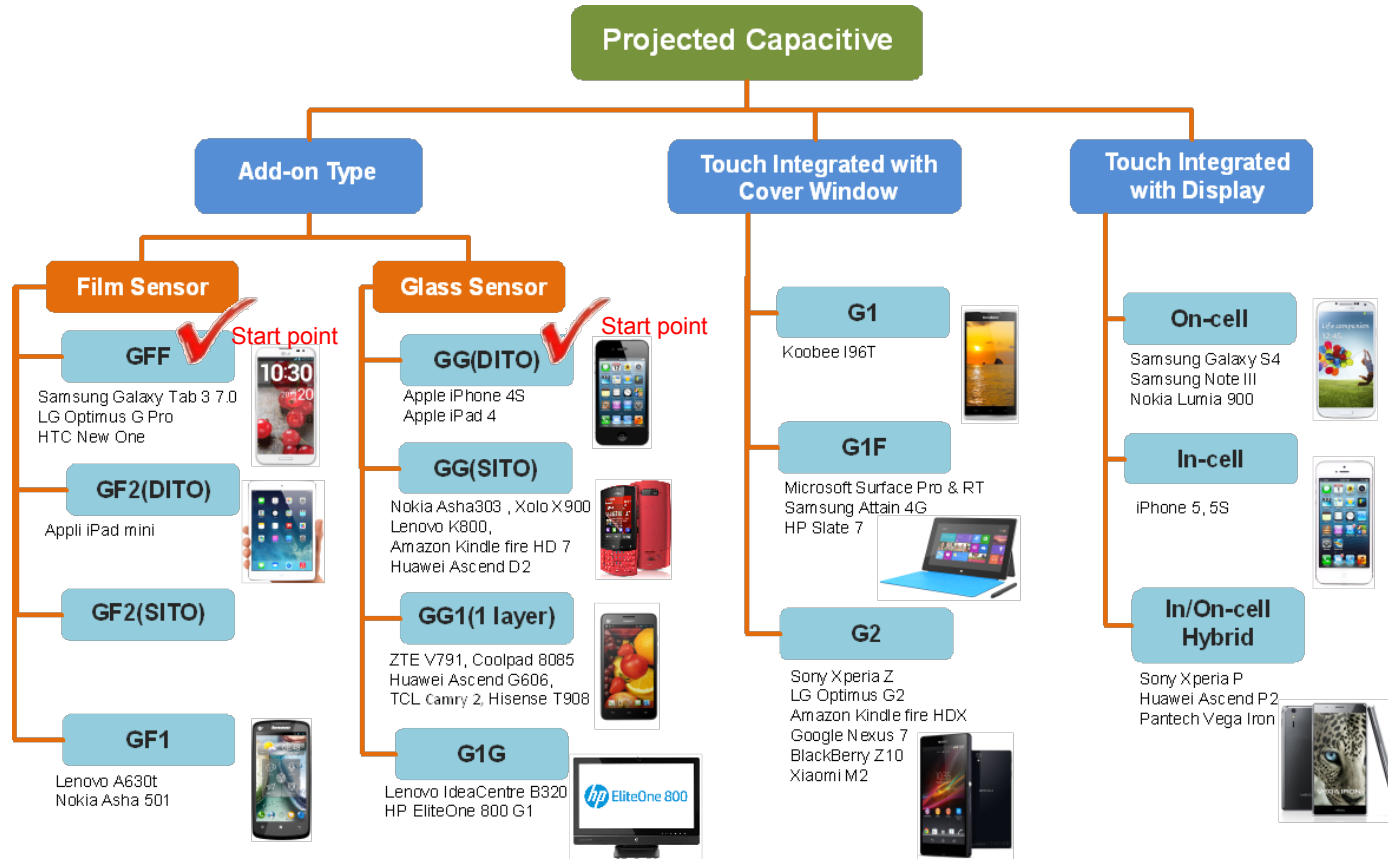 Projected Capacitive
Add-on Type
Touch Integrated with
Cover Window
Touch Integrated
with Display
Film Sensor
GFF
Start point
Samsung Galaxy Tab 3 7.0
LG Optimus G Pro
HTC New One
10:30
20
GF2(DITO)
Appli iPad mini
GF2(SITO)
GF1
Lenovo A630t
Nokia Asha 501
Glass Sensor
GG(DITO)
Start point
Apple iPhone 4S
Apple iPad 4
GG(SITO)
Nokia Asha303 , Xolo X900
Lenovo K800,
Amazon Kindle fire HD 7
Huawei Ascend D2
GG1(1 layer)
ZTE V791, Coolpad 8085
Huawei Ascend G606,
TCL Camry 2, Hisense T908
G1G
Lenovo IdeaCentre B320
HP EliteOne 800 G1
hp EliteOne 800
G1
Koobee I96T
G1F
Microsoft Surface Pro & RT
Samsung Attain 4G
HP Slate 7
G2
Sony Xperia Z
LG Optimus G2
Amazon Kindle fire HDX
Google Nexus 7
BlackBerry Z10
Xiaomi M2
On-cell
Samsung Galaxy S4
Samsung Note III
Nokia Lumia 900
Life companion
12:45
In-cell
iPhone 5, 5S
In/On-cell
Hybrid
Sony Xperia P
Huawei Ascend P2
Pantech Vega Iron